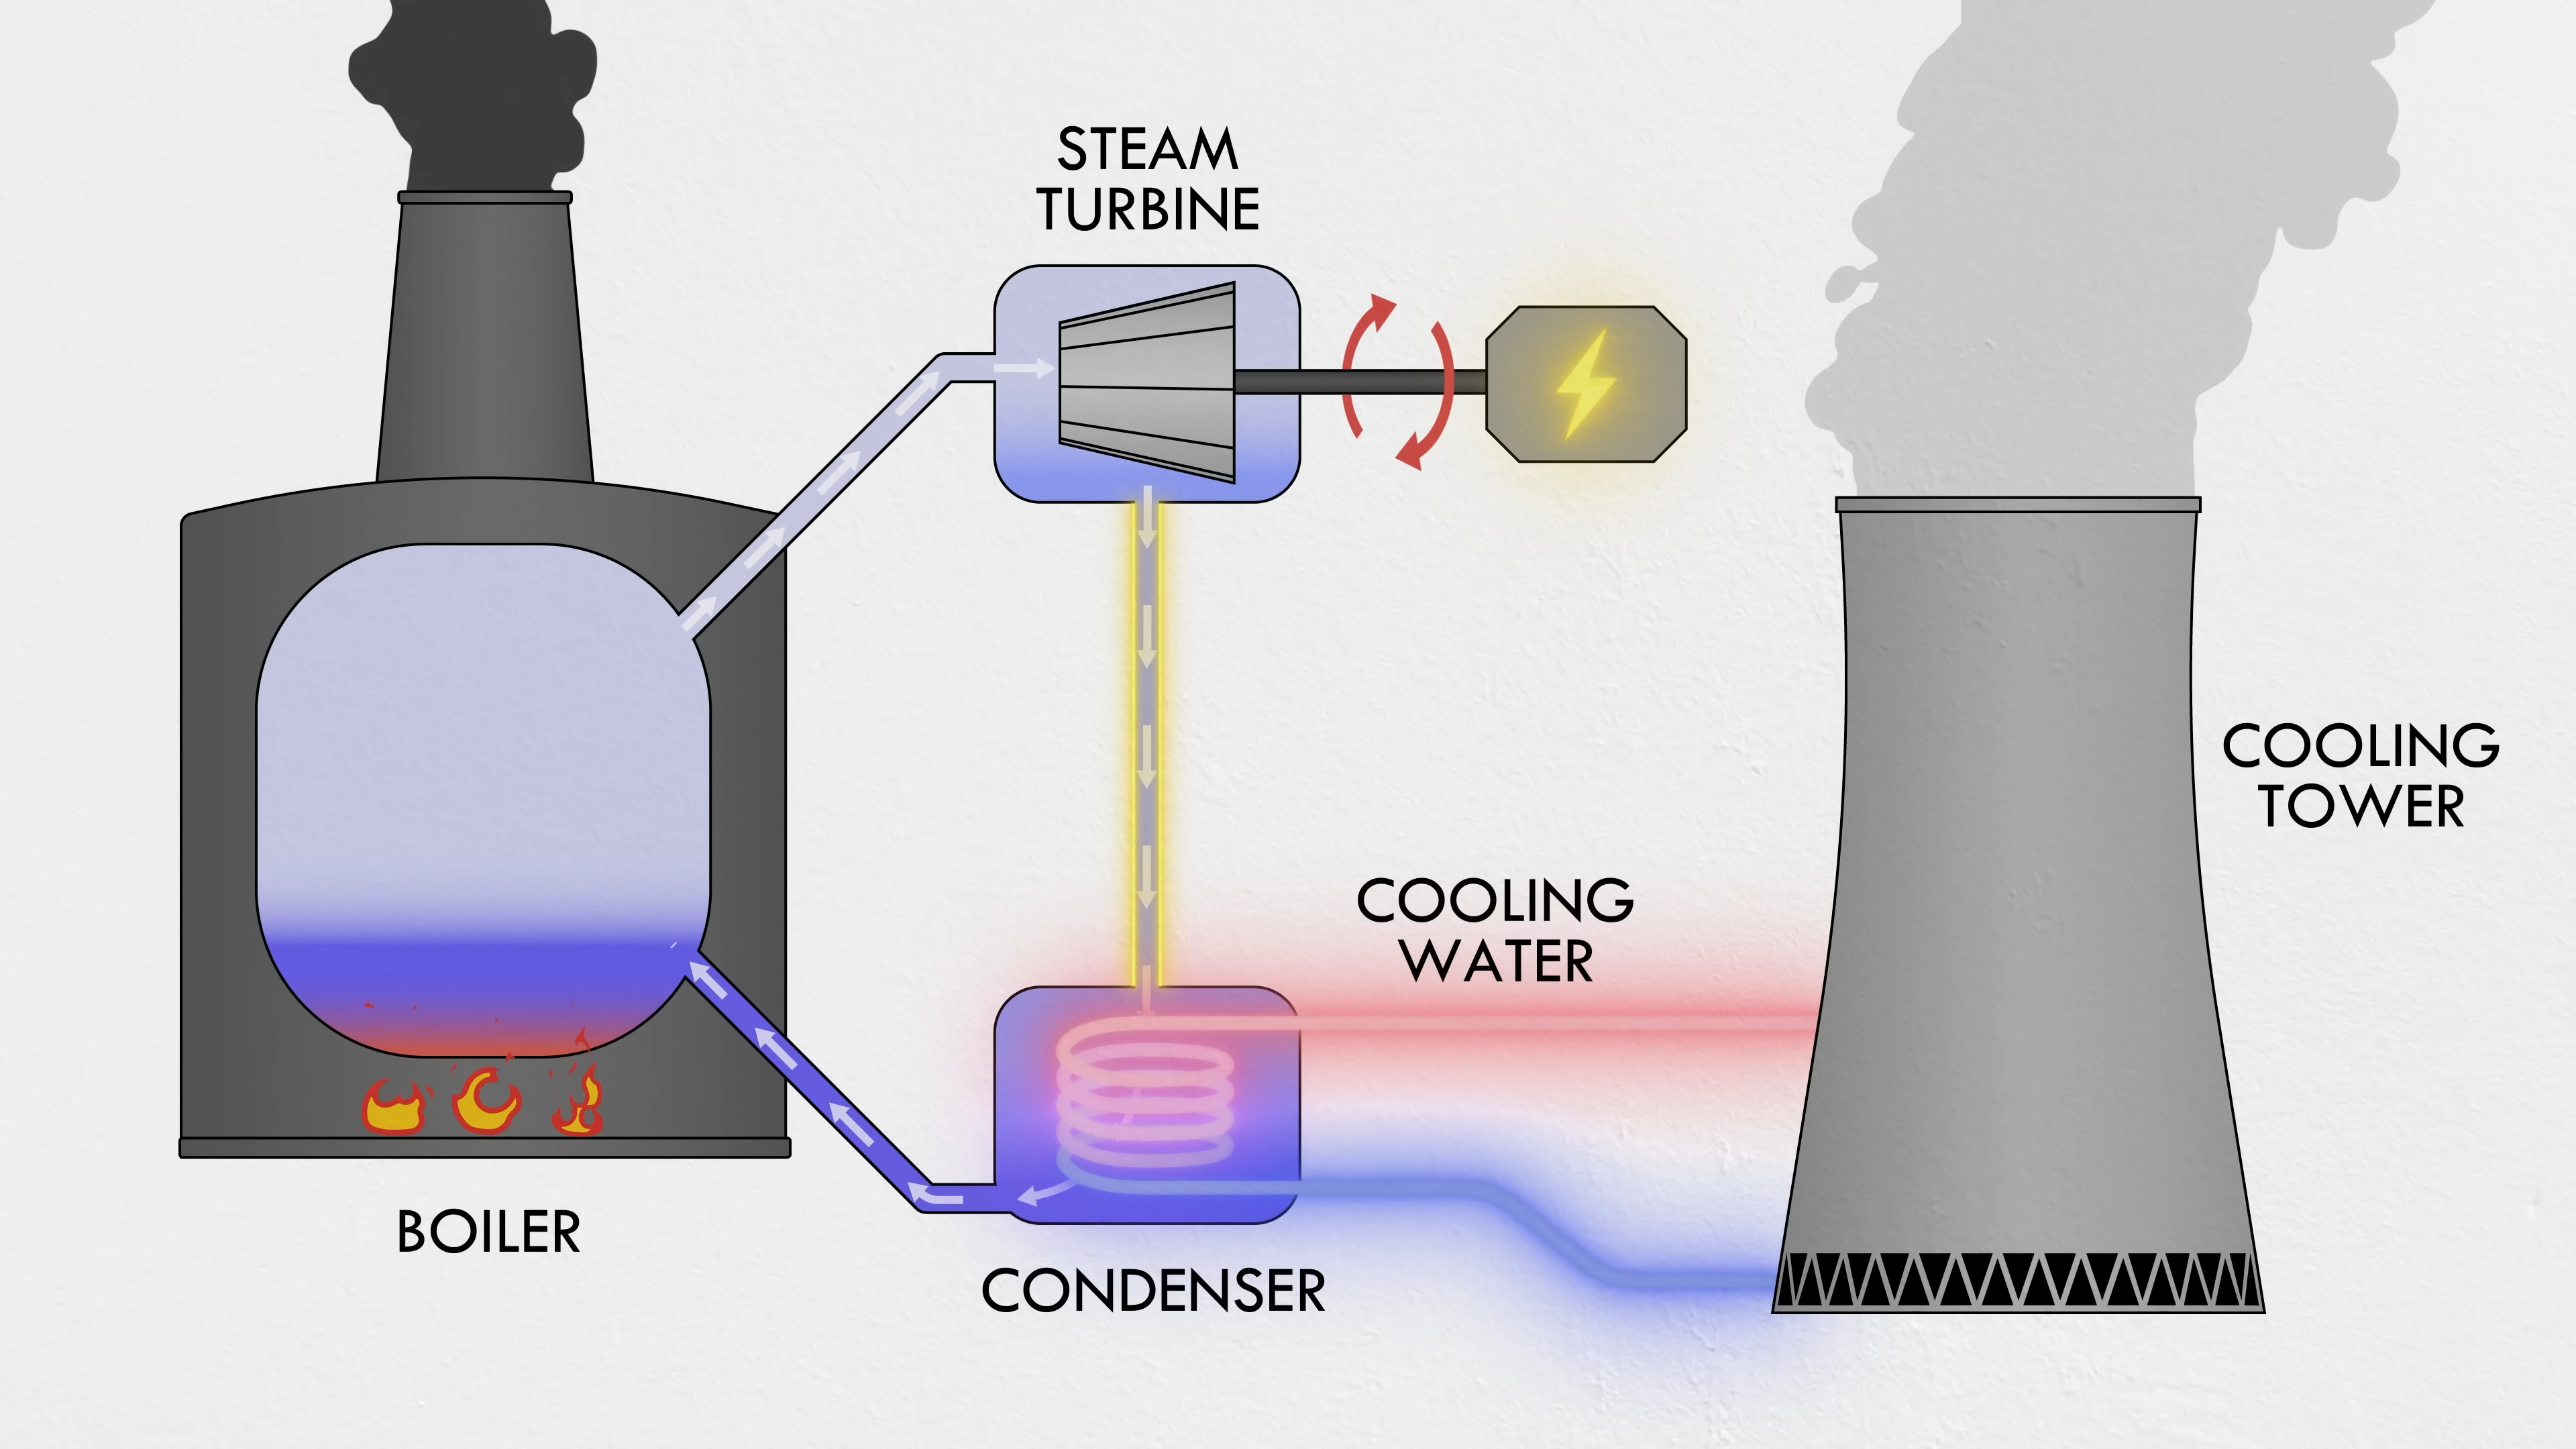 STEAM
TURBINE
COOLING
TOWER
COOLING
WATER
BOILER
CONDENSER